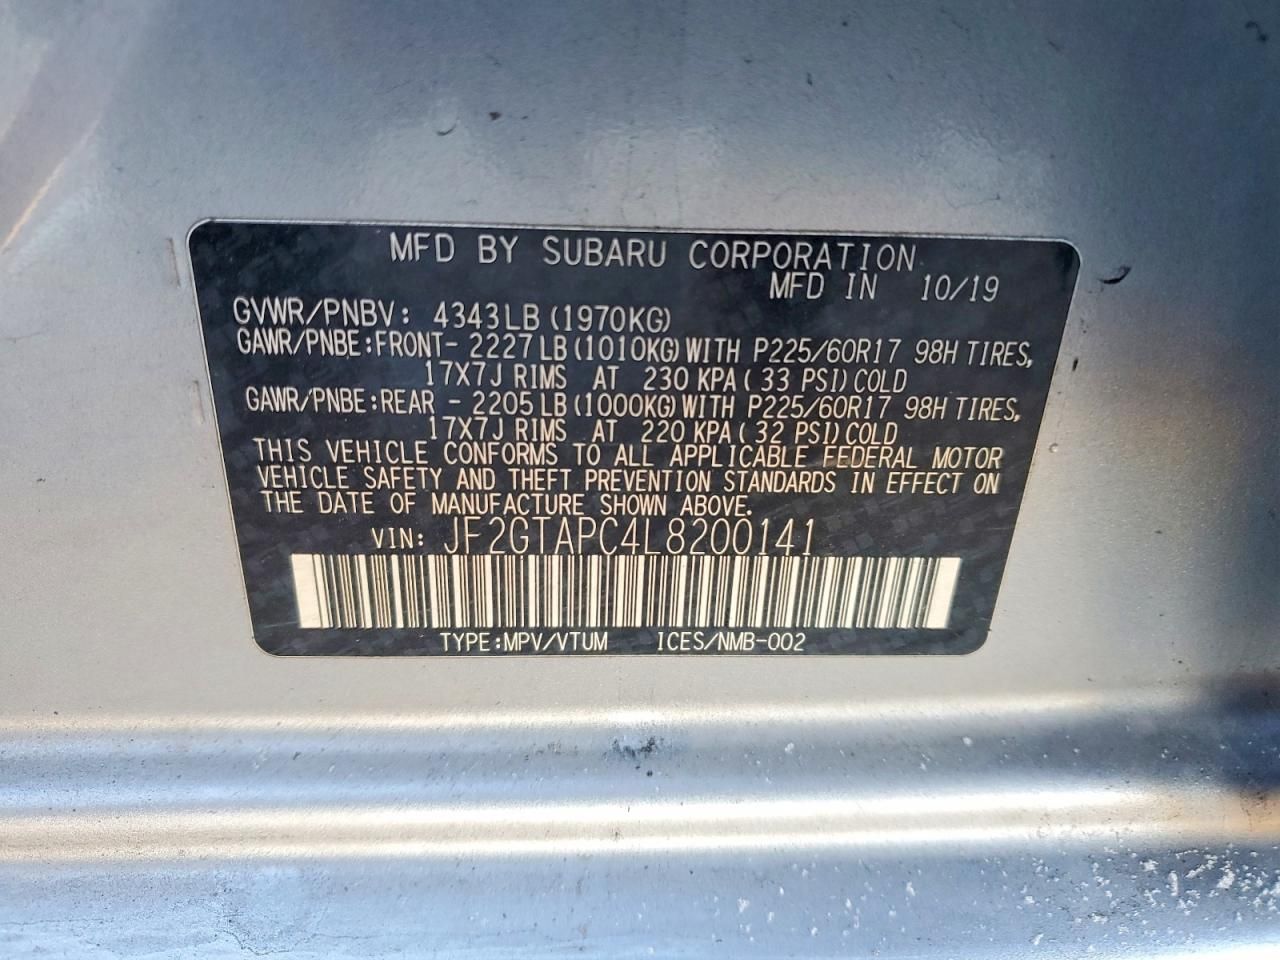 MFD BY SUBARU CORPORATION
MFD IN 10/19
GVWR/PNBV: 4343LB(1970KG)
GAWR/PNBE:FRONT- 2227LB(1010KG)WITH P225/60R17 98H TIRES,
17X7J RIMS AT 230 KPA(33 PSI)COLD
GAWR/PNBE:REAR - 2205LB(1000KG)WITH P225/60R17 98H TIRES,
17X7J RIMS AT 220 KPA(32 PSI)COLD
THIS VEHICLE CONFORMS TO ALL APPLICABLE FEDERAL MOTOR
VEHICLE SAFETY AND THEFT PREVENTION STANDARDS IN EFFECT ON
THE DATE OF MANUFACTURE SHOWN ABOVE.
VIN: JF2GTAPC4L8200141
TYPE:MPV/VTUM ICES/NMB-002